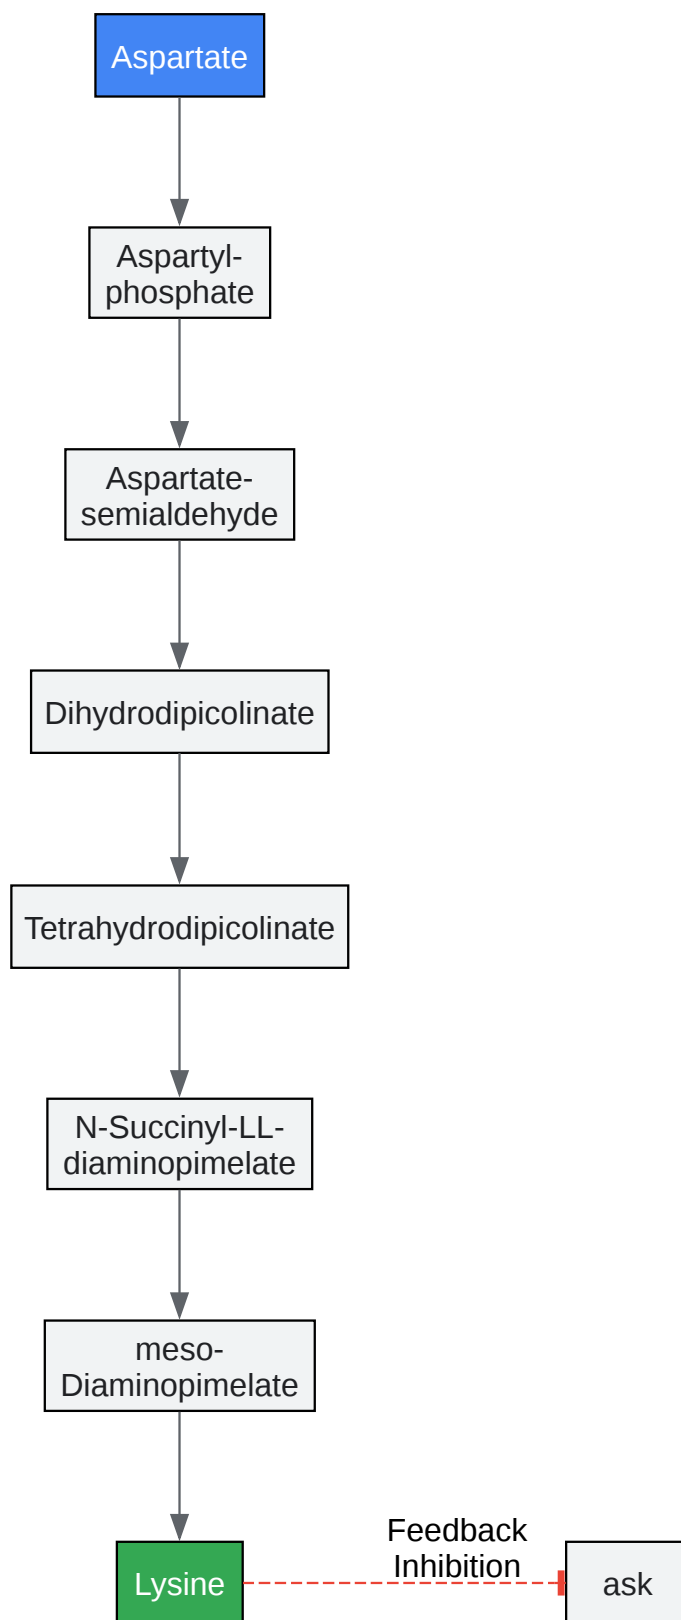 Aspartate
Aspartyl-
phosphate
Aspartate-
semialdehyde
Dihydrodipicolinate
Tetrahydrodipicolinate
N-Succinyl-LL-
diaminopimelate
meso-
Diaminopimelate
Feedback
Inhibition
Lysine
ask